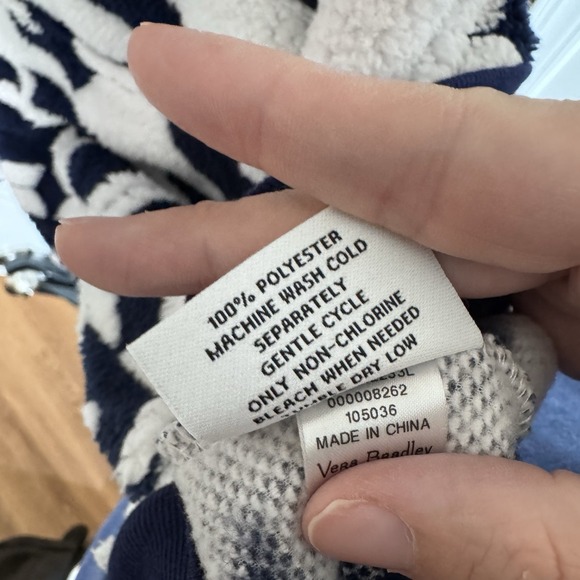 100% POLYESTER
MACHINE WASH COLD
SEPARATELY
GENTLE CYCLE
ONLY NON-CHLORINE
BLEACH WHEN NEEDED
DRY LOW
000008262
105036
MADE IN CHINA
Vera Bradley